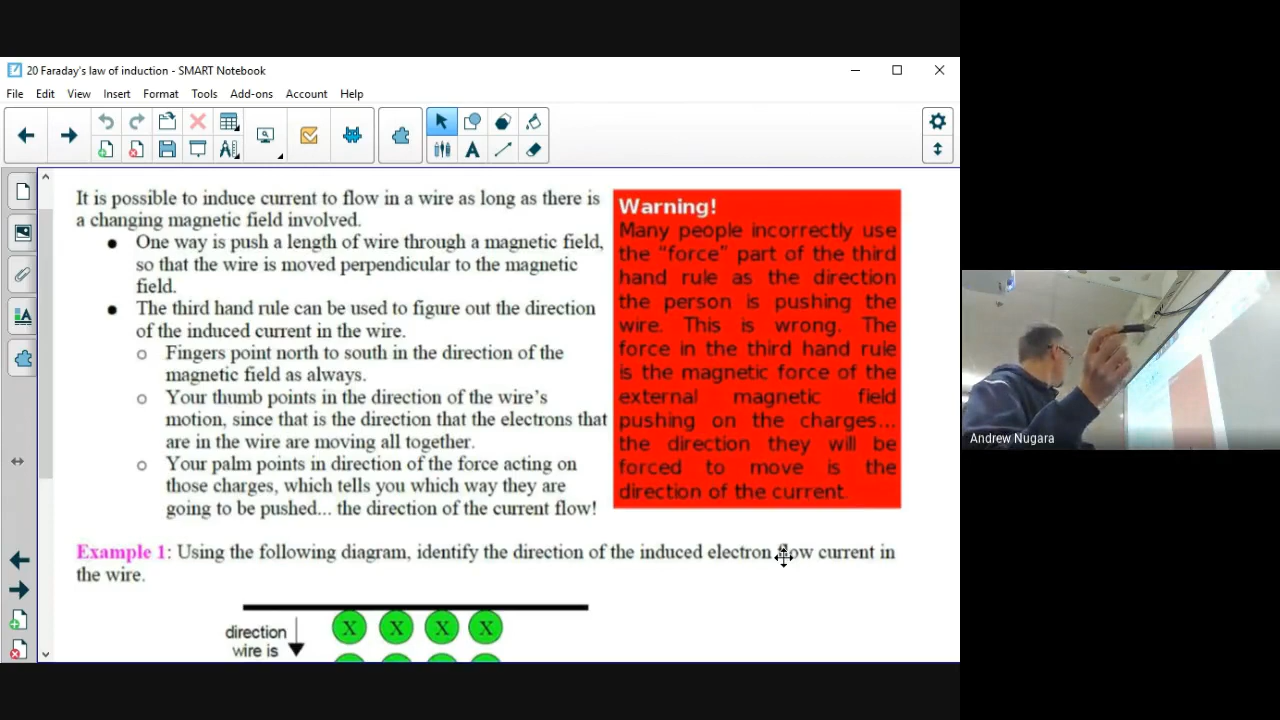 20 Faraday's law of induction - SMART Notebook
File Edit View Insert Format Tools Add-ons Account Help
It is possible to induce current to flow in a wire as long as there is
a changing magnetic field involved.
● One way is push a length of wire through a magnetic field,
so that the wire is moved perpendicular to the magnetic
field.
● The third hand rule can be used to figure out the direction
of the induced current in the wire.
o Fingers point north to south in the direction of the
magnetic field as always.
o Your thumb points in the direction of the wire's
motion, since that is the direction that the electrons that
are in the wire are moving all together.
o Your palm points in direction of the force acting on
those charges, which tells you which way they are
going to be pushed... the direction of the current flow!
Warning!
Many people incorrectly use
the “force” part of the third
hand rule as the direction
the person is pushing the
wire. This is wrong. The
force in the third hand rule
is the magnetic force of the
external magnetic field
pushing on the charges...
the direction they will be
forced to move is the
direction of the current.
Example 1: Using the following diagram, identify the direction of the induced electron flow current in
the wire.
direction
wire is
X X X X
Andrew Nugara